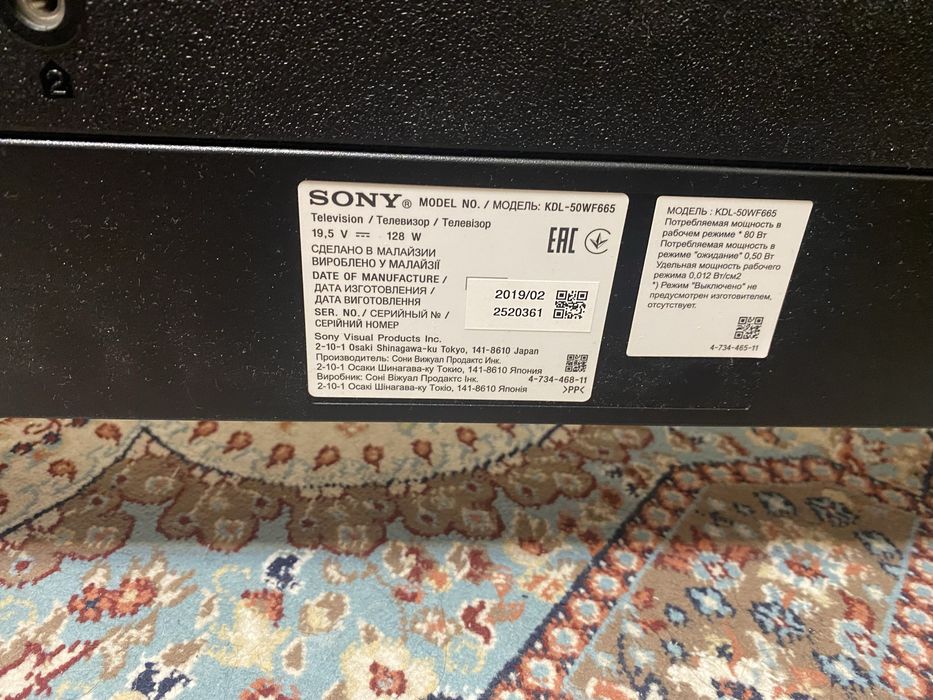 2
SONY® MODEL NO. / МОДЕЛЬ: KDL-50WF665
Television / Телевизор / Телевізор
19,5 V ⎓ 128 W
СДЕЛАНО В МАЛАЙЗИИ
ВИРОБЛЕНО У МАЛАЙЗІЇ
DATE OF MANUFACTURE /
ДАТА ИЗГОТОВЛЕНИЯ /
ДАТА ВИГОТОВЛЕННЯ
SER. NO. / СЕРИЙНЫЙ № /
СЕРІЙНИЙ НОМЕР
EAC
2019/02
2520361
Sony Visual Products Inc.
2-10-1 Osaki Shinagawa-ku Tokyo, 141-8610 Japan
Производитель: Сони Вижуал Продактс Инк.
2-10-1 Осаки Шинагава-ку Токио, 141-8610 Япония
Виробник: Соні Віжуал Продактс Інк.
2-10-1 Осакі Шінагава-ку Токіо, 141-8610 Японія
4-734-468-11
>PP<
МОДЕЛЬ : KDL-50WF665
Потребляемая мощность в
рабочем режиме * 80 Вт
Потребляемая мощность в
режиме "ожидание" 0,50 Вт
Удельная мощность рабочего
режима 0,012 Вт/см2
*) Режим "Выключено" не
предусмотрен изготовителем,
отсутствует.
4-734-465-11